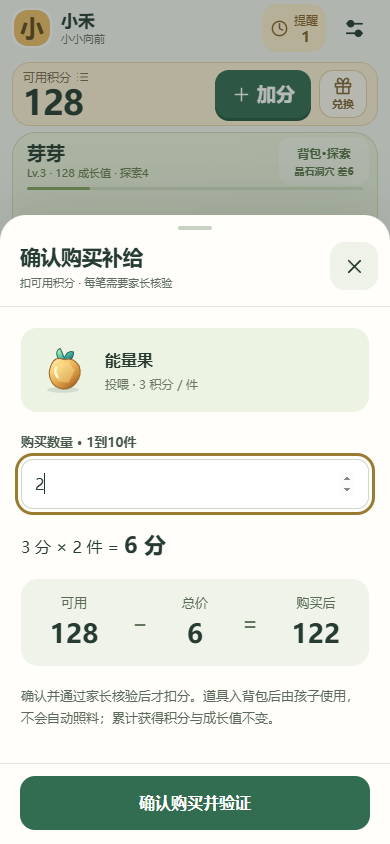 小
小禾
小小向前
提醒
1
可用积分
128
+ 加分
兑换
芽芽
Lv.3 · 128 成长值 · 探索4
背包•探索
晶石洞穴 差6
确认购买补给
扣可用积分 · 每笔需要家长核验
能量果
投喂 · 3 积分 / 件
购买数量 • 1到10件
2
3 分 × 2 件 = 6 分
可用 总价 购买后
128 − 6 = 122
确认并通过家长核验后才扣分。道具入背包后由孩子使用，
不会自动照料；累计获得积分与成长值不变。
确认购买并验证